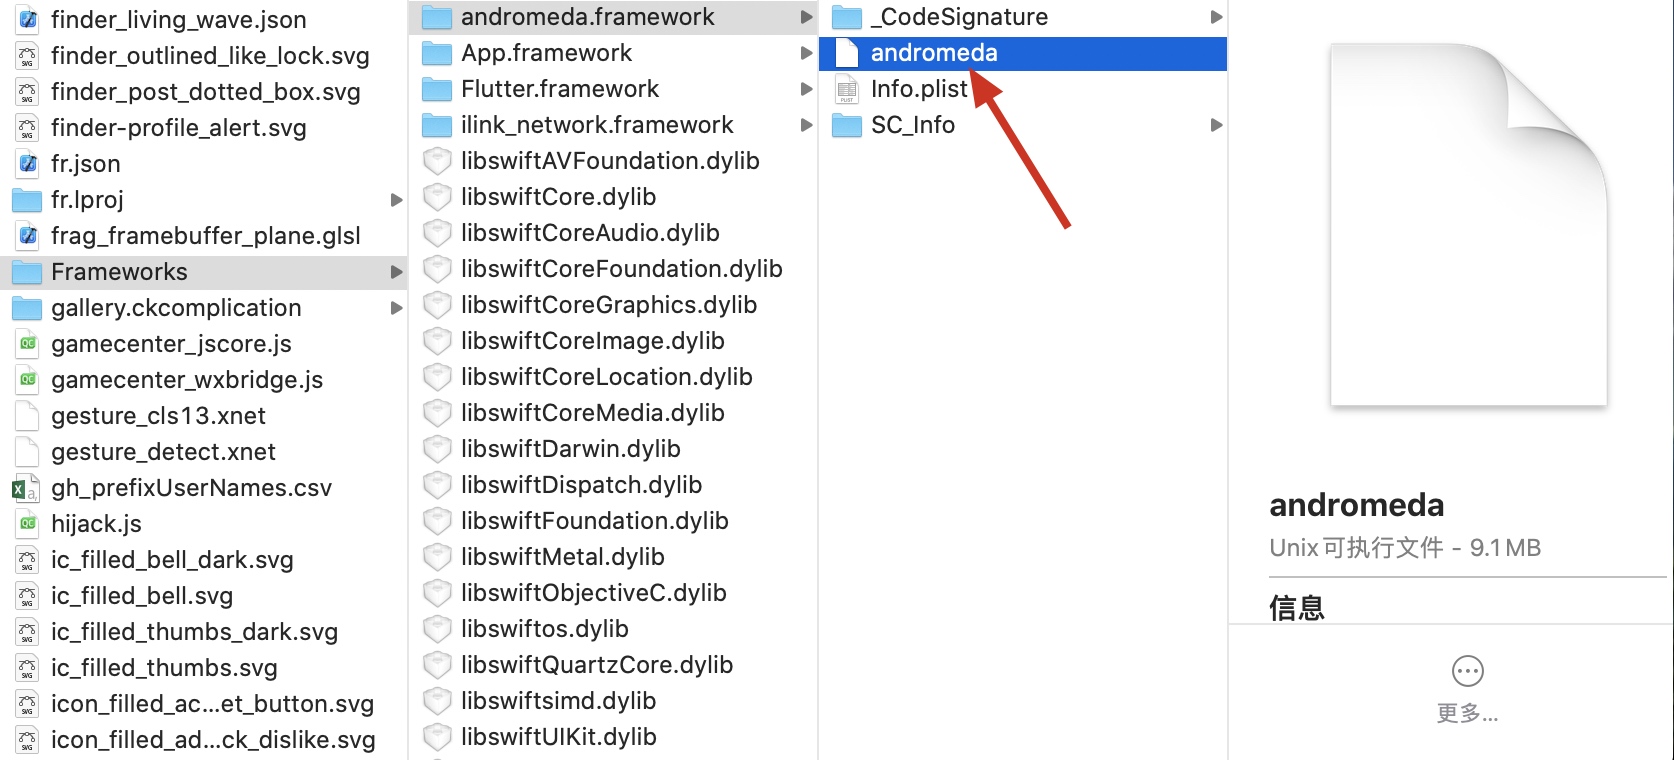 finder_living_wave.json
finder_outlined_like_lock.svg
finder_post_dotted_box.svg
finder-profile_alert.svg
fr.json
fr.lproj
frag_framebuffer_plane.glsl
Frameworks
gallery.ckcomplication
gamecenter_jscore.js
gamecenter_wxbridge.js
gesture_cls13.xnet
gesture_detect.xnet
gh_prefixUserNames.csv
hijack.js
ic_filled_bell_dark.svg
ic_filled_bell.svg
ic_filled_thumbs_dark.svg
ic_filled_thumbs.svg
icon_filled_ac...et_button.svg
icon_filled_ad...ck_dislike.svg
andromeda.framework
App.framework
Flutter.framework
ilink_network.framework
libswiftAVFoundation.dylib
libswiftCore.dylib
libswiftCoreAudio.dylib
libswiftCoreFoundation.dylib
libswiftCoreGraphics.dylib
libswiftCoreImage.dylib
libswiftCoreLocation.dylib
libswiftCoreMedia.dylib
libswiftDarwin.dylib
libswiftDispatch.dylib
libswiftFoundation.dylib
libswiftMetal.dylib
libswiftObjectiveC.dylib
libswiftos.dylib
libswiftQuartzCore.dylib
libswiftsimd.dylib
libswiftUIKit.dylib
_CodeSignature
andromeda
Info.plist
SC_Info
andromeda
Unix可执行文件 - 9.1 MB
信息
更多...